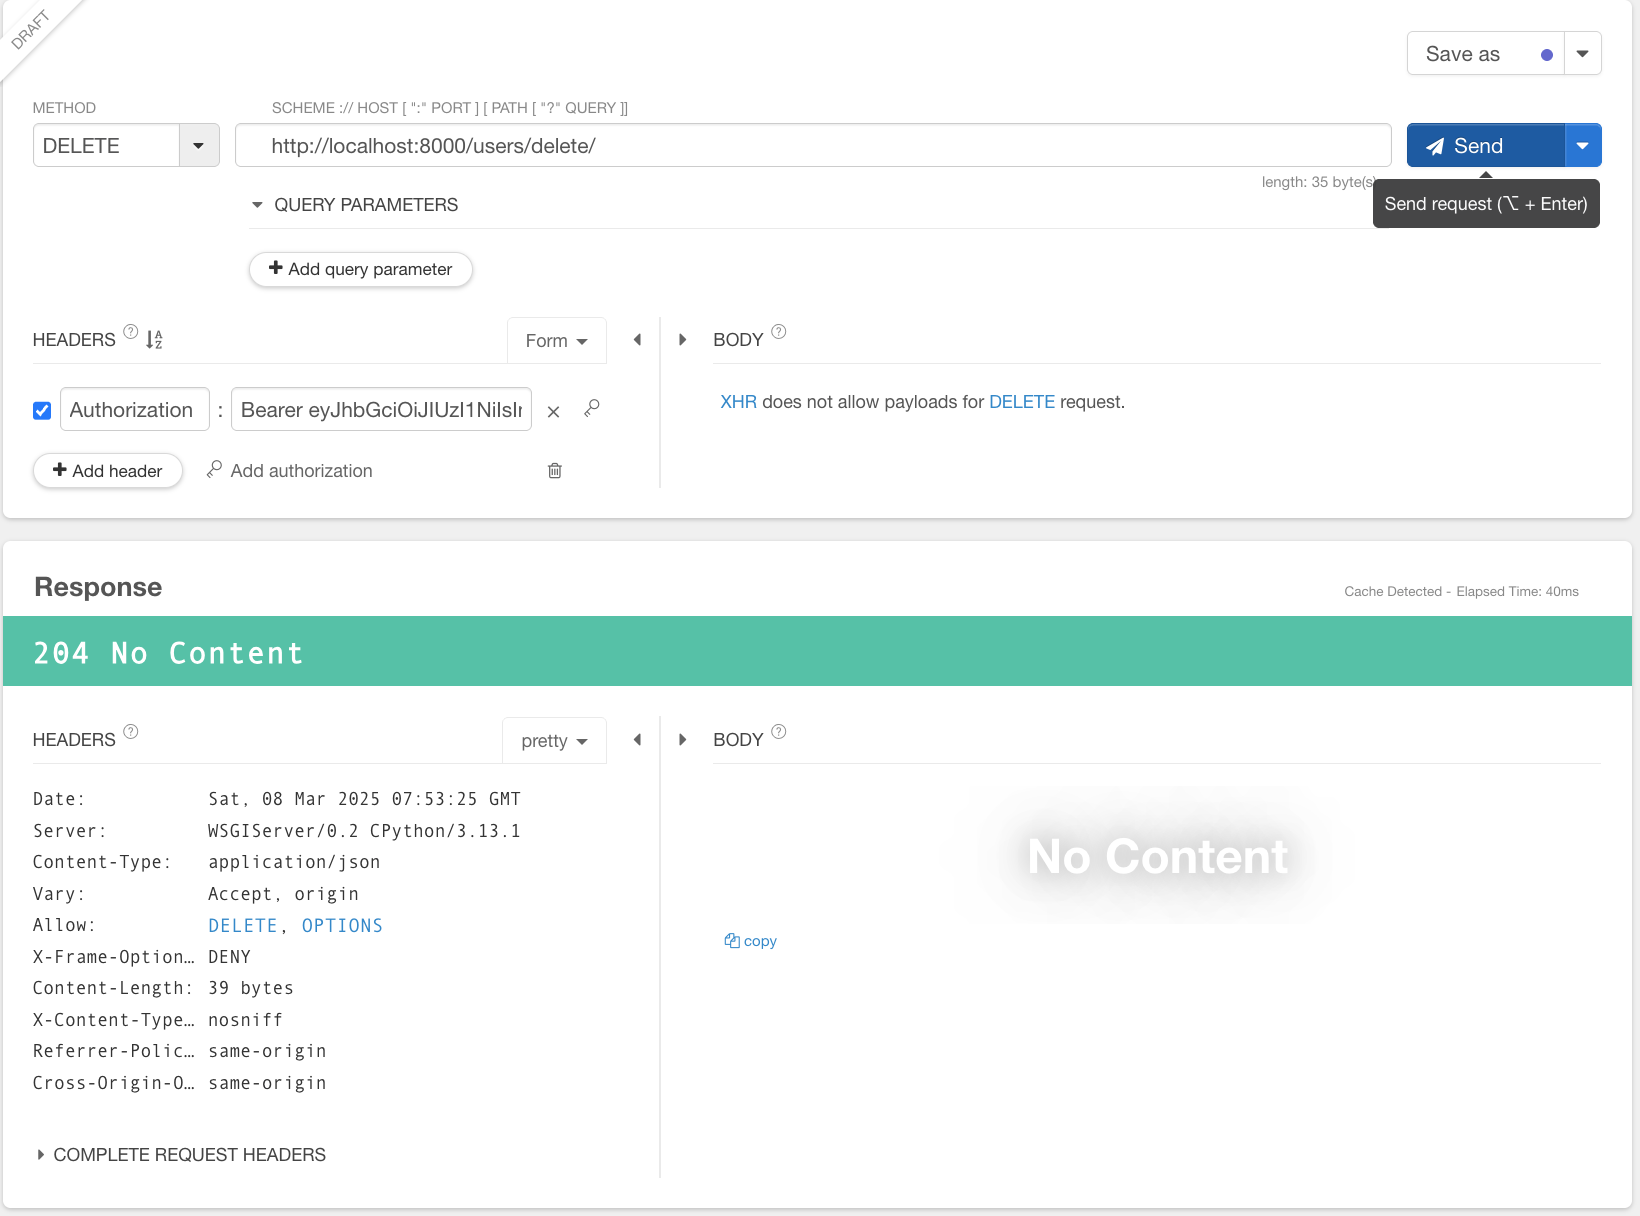 DRAFT
Save as
METHOD
SCHEME :// HOST [ ":" PORT ] [ PATH [ "?" QUERY ]]
DELETE
http://localhost:8000/users/delete/
Send
length: 35 byte(s)
Send request (⌥ + Enter)
QUERY PARAMETERS
Add query parameter
HEADERS ?
Form
BODY ?
Authorization : Bearer eyJhbGciOiJIUzI1NiIsIr
XHR does not allow payloads for DELETE request.
Add header
Add authorization
Response
Cache Detected - Elapsed Time: 40ms
204 No Content
HEADERS ?
pretty
BODY ?
Date: Sat, 08 Mar 2025 07:53:25 GMT
Server: WSGIServer/0.2 CPython/3.13.1
Content-Type: application/json
Vary: Accept, origin
Allow: DELETE, OPTIONS
X-Frame-Option… DENY
Content-Length: 39 bytes
X-Content-Type… nosniff
Referrer-Polic… same-origin
Cross-Origin-O… same-origin
No Content
copy
COMPLETE REQUEST HEADERS